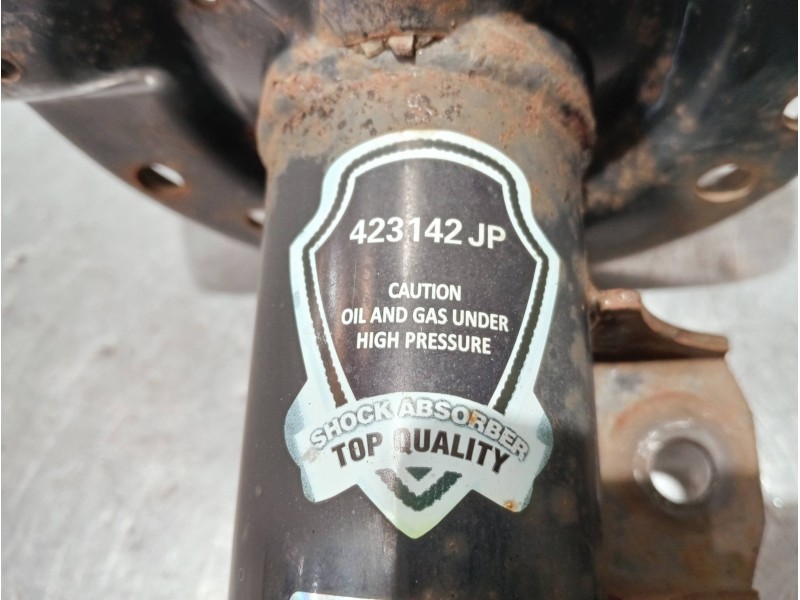 423142 JP
CAUTION
OIL AND GAS UNDER
HIGH PRESSURE
SHOCK ABSORBER
TOP QUALITY